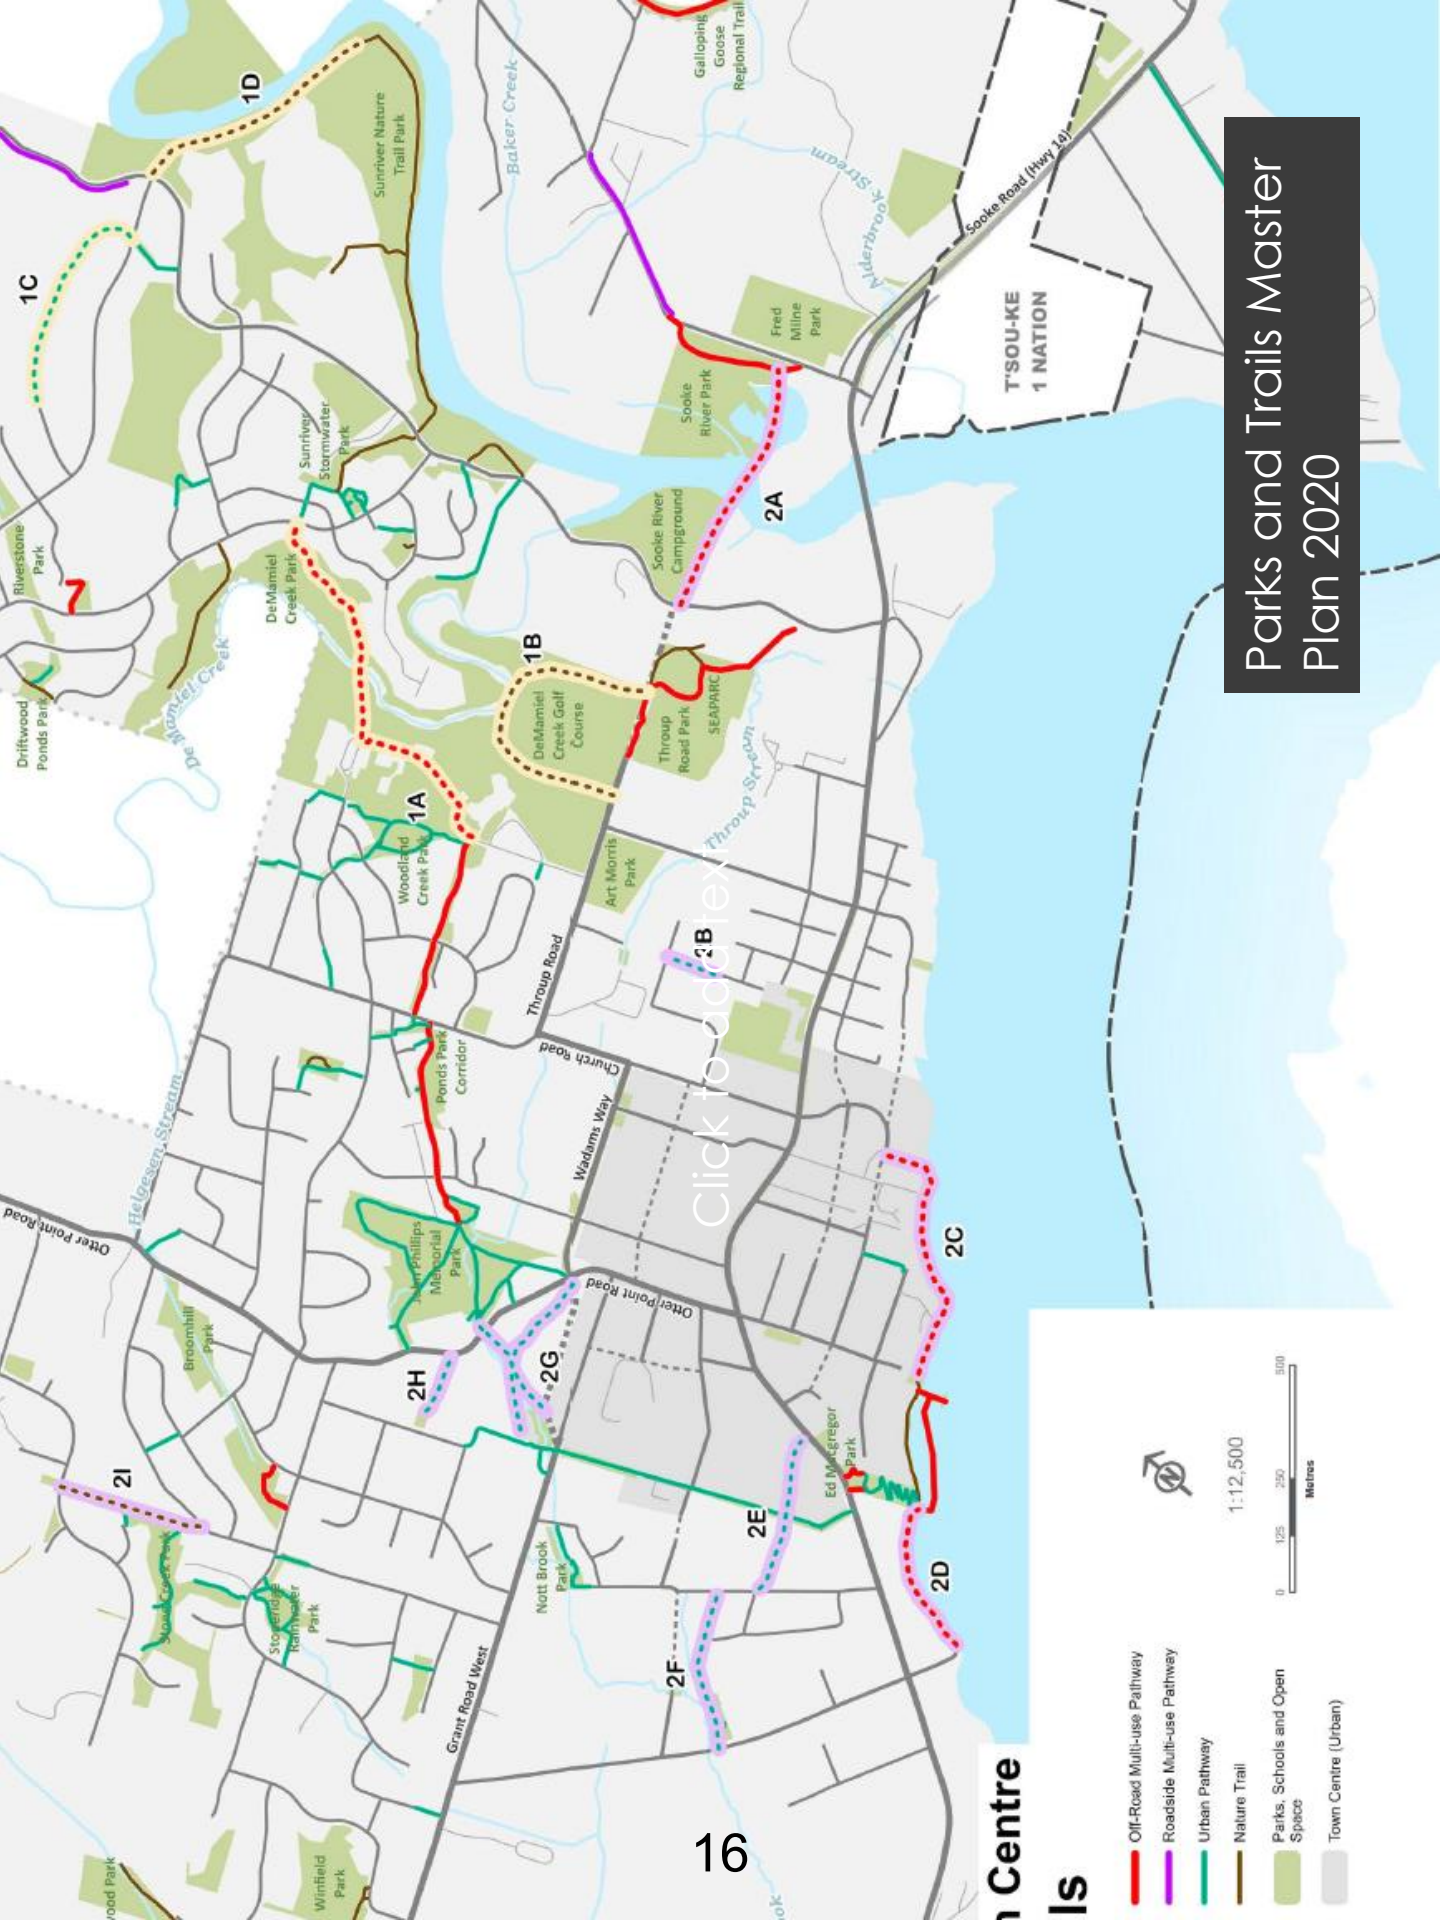 Parks and Trails Master
Plan 2020
Click to add text
16
1A
1B
1C
1D
2A
2B
2C
2D
2E
2F
2G
2H
2I
Galloping
Goose
Regional Trail
Baker Creek
Alderbrook Stream
Sooke Road (Hwy 14)
T'SOU-KE
1 NATION
Fred
Milne
Park
Sooke
River Park
Sooke River
Campground
Sunriver Nature
Trail Park
Sunriver
Stormwater
Park
Riverstone
Park
Driftwood
Ponds Park
DeMamiel
Creek Park
De Mamiel Creek
DeMamiel
Creek Golf
Course
Throup
Road Park
SEAPARC
Throup Stream
Art Morris
Park
Woodland
Creek Park
Throup Road
Church Road
Wadams Way
Ponds Park
Corridor
Helgesen Stream
Otter Point Road
John Phillips
Memorial
Park
Otter Point Road
Broomhill
Park
Ed Macgregor
Park
Nott Brook
Park
Stoneridge
Rainwater
Park
Grant Road West
Winfield
Park
ood Park
ook
n Centre
ls
N
1:12,500
0 125 250 500
Metres
Off-Road Multi-use Pathway
Roadside Multi-use Pathway
Urban Pathway
Nature Trail
Parks, Schools and Open
Space
Town Centre (Urban)